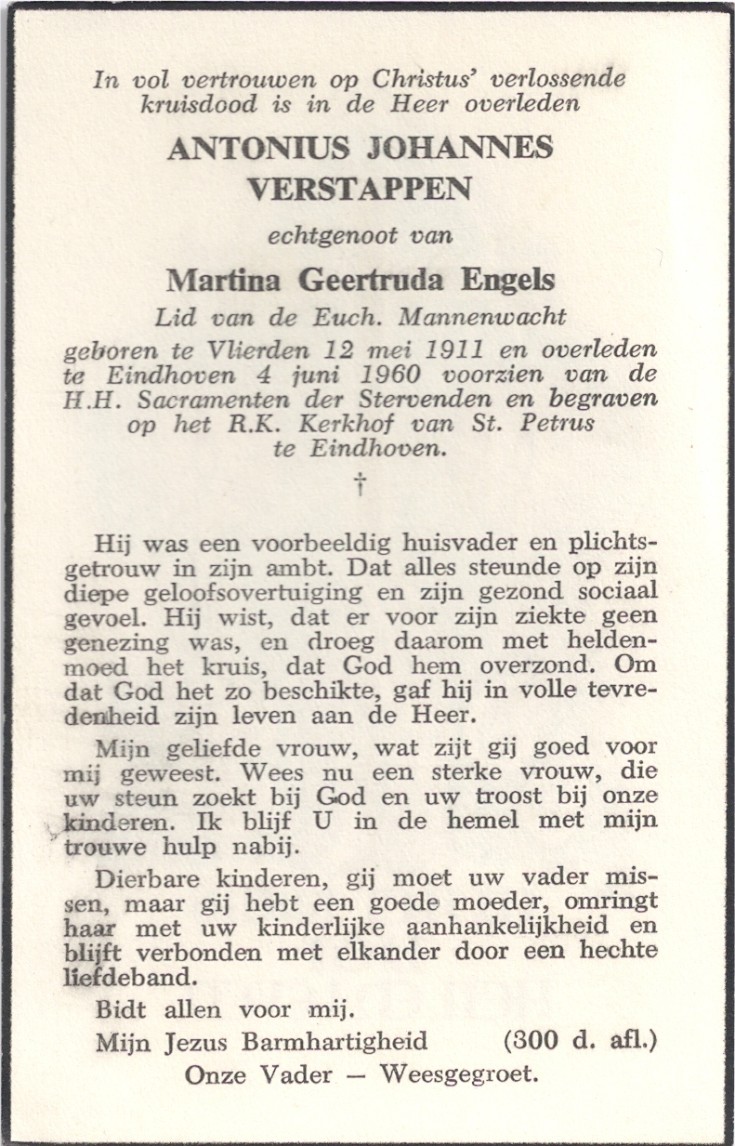 In vol vertrouwen op Christus' verlossende
kruisdood is in de Heer overleden
ANTONIUS JOHANNES
VERSTAPPEN
echtgenoot van
Martina Geertruda Engels
Lid van de Euch. Mannenwacht
geboren te Vlierden 12 mei 1911 en overleden
te Eindhoven 4 juni 1960 voorzien van de
H.H. Sacramenten der Stervenden en begraven
op het R.K. Kerkhof van St. Petrus
te Eindhoven.
†
Hij was een voorbeeldig huisvader en plichts-
getrouw in zijn ambt. Dat alles steunde op zijn
diepe geloofsovertuiging en zijn gezond sociaal
gevoel. Hij wist, dat er voor zijn ziekte geen
genezing was, en droeg daarom met helden-
moed het kruis, dat God hem overzond. Om
dat God het zo beschikte, gaf hij in volle tevre-
denheid zijn leven aan de Heer.
Mijn geliefde vrouw, wat zijt gij goed voor
mij geweest. Wees nu een sterke vrouw, die
uw steun zoekt bij God en uw troost bij onze
kinderen. Ik blijf U in de hemel met mijn
trouwe hulp nabij.
Dierbare kinderen, gij moet uw vader mis-
sen, maar gij hebt een goede moeder, omringt
haar met uw kinderlijke aanhankelijkheid en
blijft verbonden met elkander door een hechte
liefdeband.
Bidt allen voor mij.
Mijn Jezus Barmhartigheid (300 d. afl.)
Onze Vader — Weesgegroet.